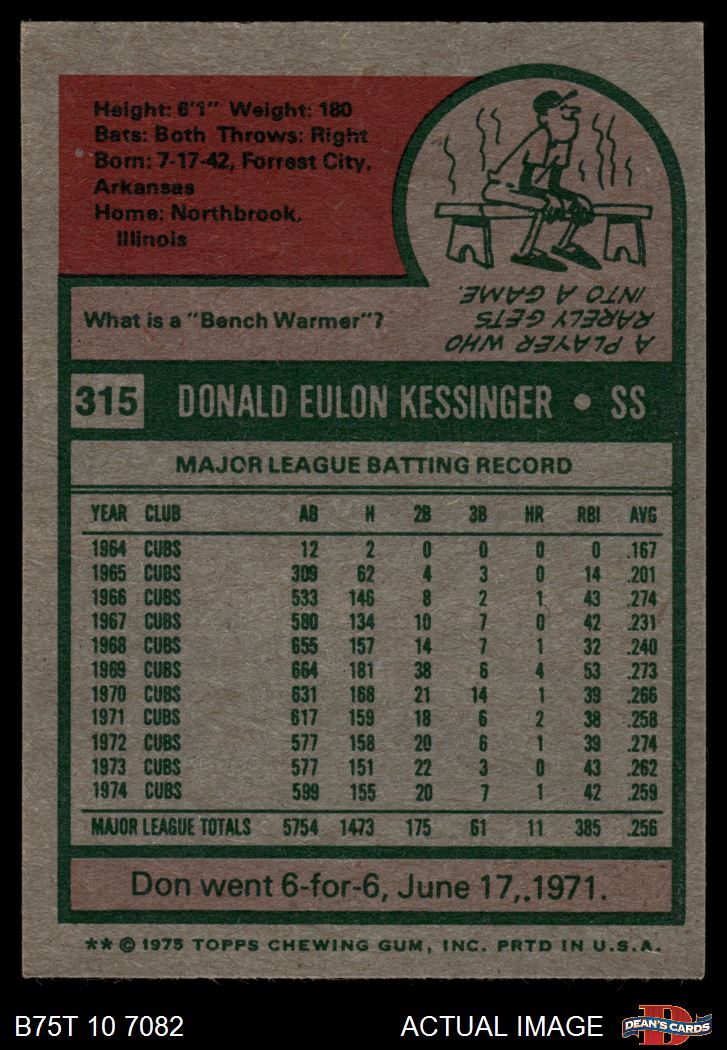 Height: 6'1" Weight: 180
Bats: Both Throws: Right
Born: 7-17-42, Forrest City,
Arkansas
Home: Northbrook,
Illinois
What is a "Bench Warmer"?
A PLAYER WHO
RARELY GETS
INTO A GAME.
315 DONALD EULON KESSINGER • SS
MAJOR LEAGUE BATTING RECORD
YEAR CLUB AB H 2B 3B HR RBI AVG
1964 CUBS 12 2 0 0 0 0 .167
1965 CUBS 309 62 4 3 0 14 .201
1966 CUBS 533 146 8 2 1 43 .274
1967 CUBS 580 134 10 7 0 42 .231
1968 CUBS 655 157 14 7 1 32 .240
1969 CUBS 664 181 38 6 4 53 .273
1970 CUBS 631 168 21 14 1 39 .266
1971 CUBS 617 159 18 6 2 38 .258
1972 CUBS 577 158 20 6 1 39 .274
1973 CUBS 577 151 22 3 0 43 .262
1974 CUBS 599 155 20 7 1 42 .259
MAJOR LEAGUE TOTALS 5754 1473 175 61 11 385 .256
Don went 6-for-6, June 17,.1971.
** © 1975 TOPPS CHEWING GUM, INC. PRTD IN U.S.A.
B75T 10 7082 ACTUAL IMAGE
D
DEAN'S CARDS